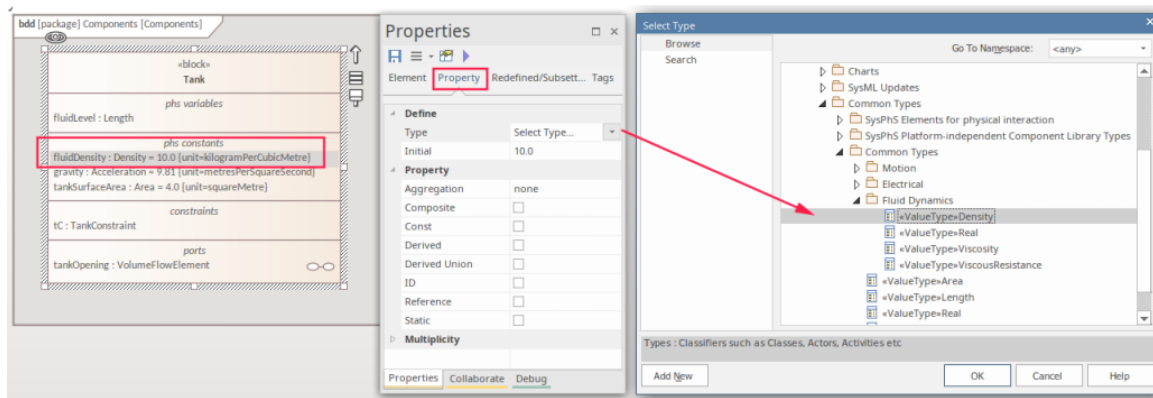 bdd [package] Components [Components]
«block»
Tank
phs variables
fluidLevel : Length
phs constants
fluidDensity : Density = 10.0 {unit=kilogramPerCubicMetre}
gravity : Acceleration = 9.81 {unit=metresPerSquareSecond}
tankSurfaceArea : Area = 4.0 {unit=squareMetre}
constraints
tC : TankConstraint
ports
tankOpening : VolumeFlowElement
Properties
Element Property Redefined/Subsett... Tags
Define
Type Select Type...
Initial 10.0
Property
Aggregation none
Composite
Const
Derived
Derived Union
ID
Reference
Static
Multiplicity
Properties Collaborate Debug
Select Type
Browse
Search
Go To Namespace: <any>
Charts
SysML Updates
Common Types
SysPhS Elements for physical interaction
SysPhS Platform-independent Component Library Types
Common Types
Motion
Electrical
Fluid Dynamics
«ValueType»Density
«ValueType»Real
«ValueType»Viscosity
«ValueType»ViscousResistance
«ValueType»Area
«ValueType»Length
«ValueType»Real
Types : Classifiers such as Classes, Actors, Activities etc
Add New OK Cancel Help